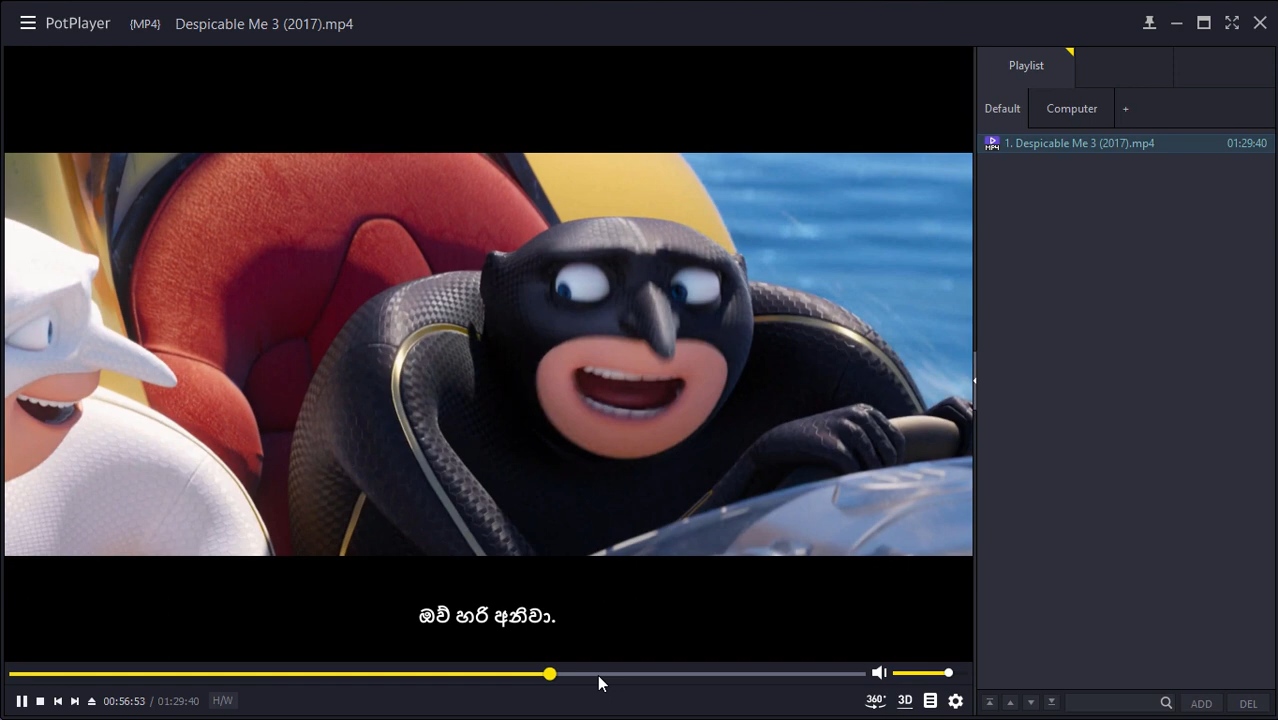 PotPlayer {MP4} Despicable Me 3 (2017).mp4
Playlist
Default Computer +
MP4 1. Despicable Me 3 (2017).mp4 01:29:40
ඔව් හරි අනිවා.
00:56:53 / 01:29:40 H/W
360° 3D
ADD DEL